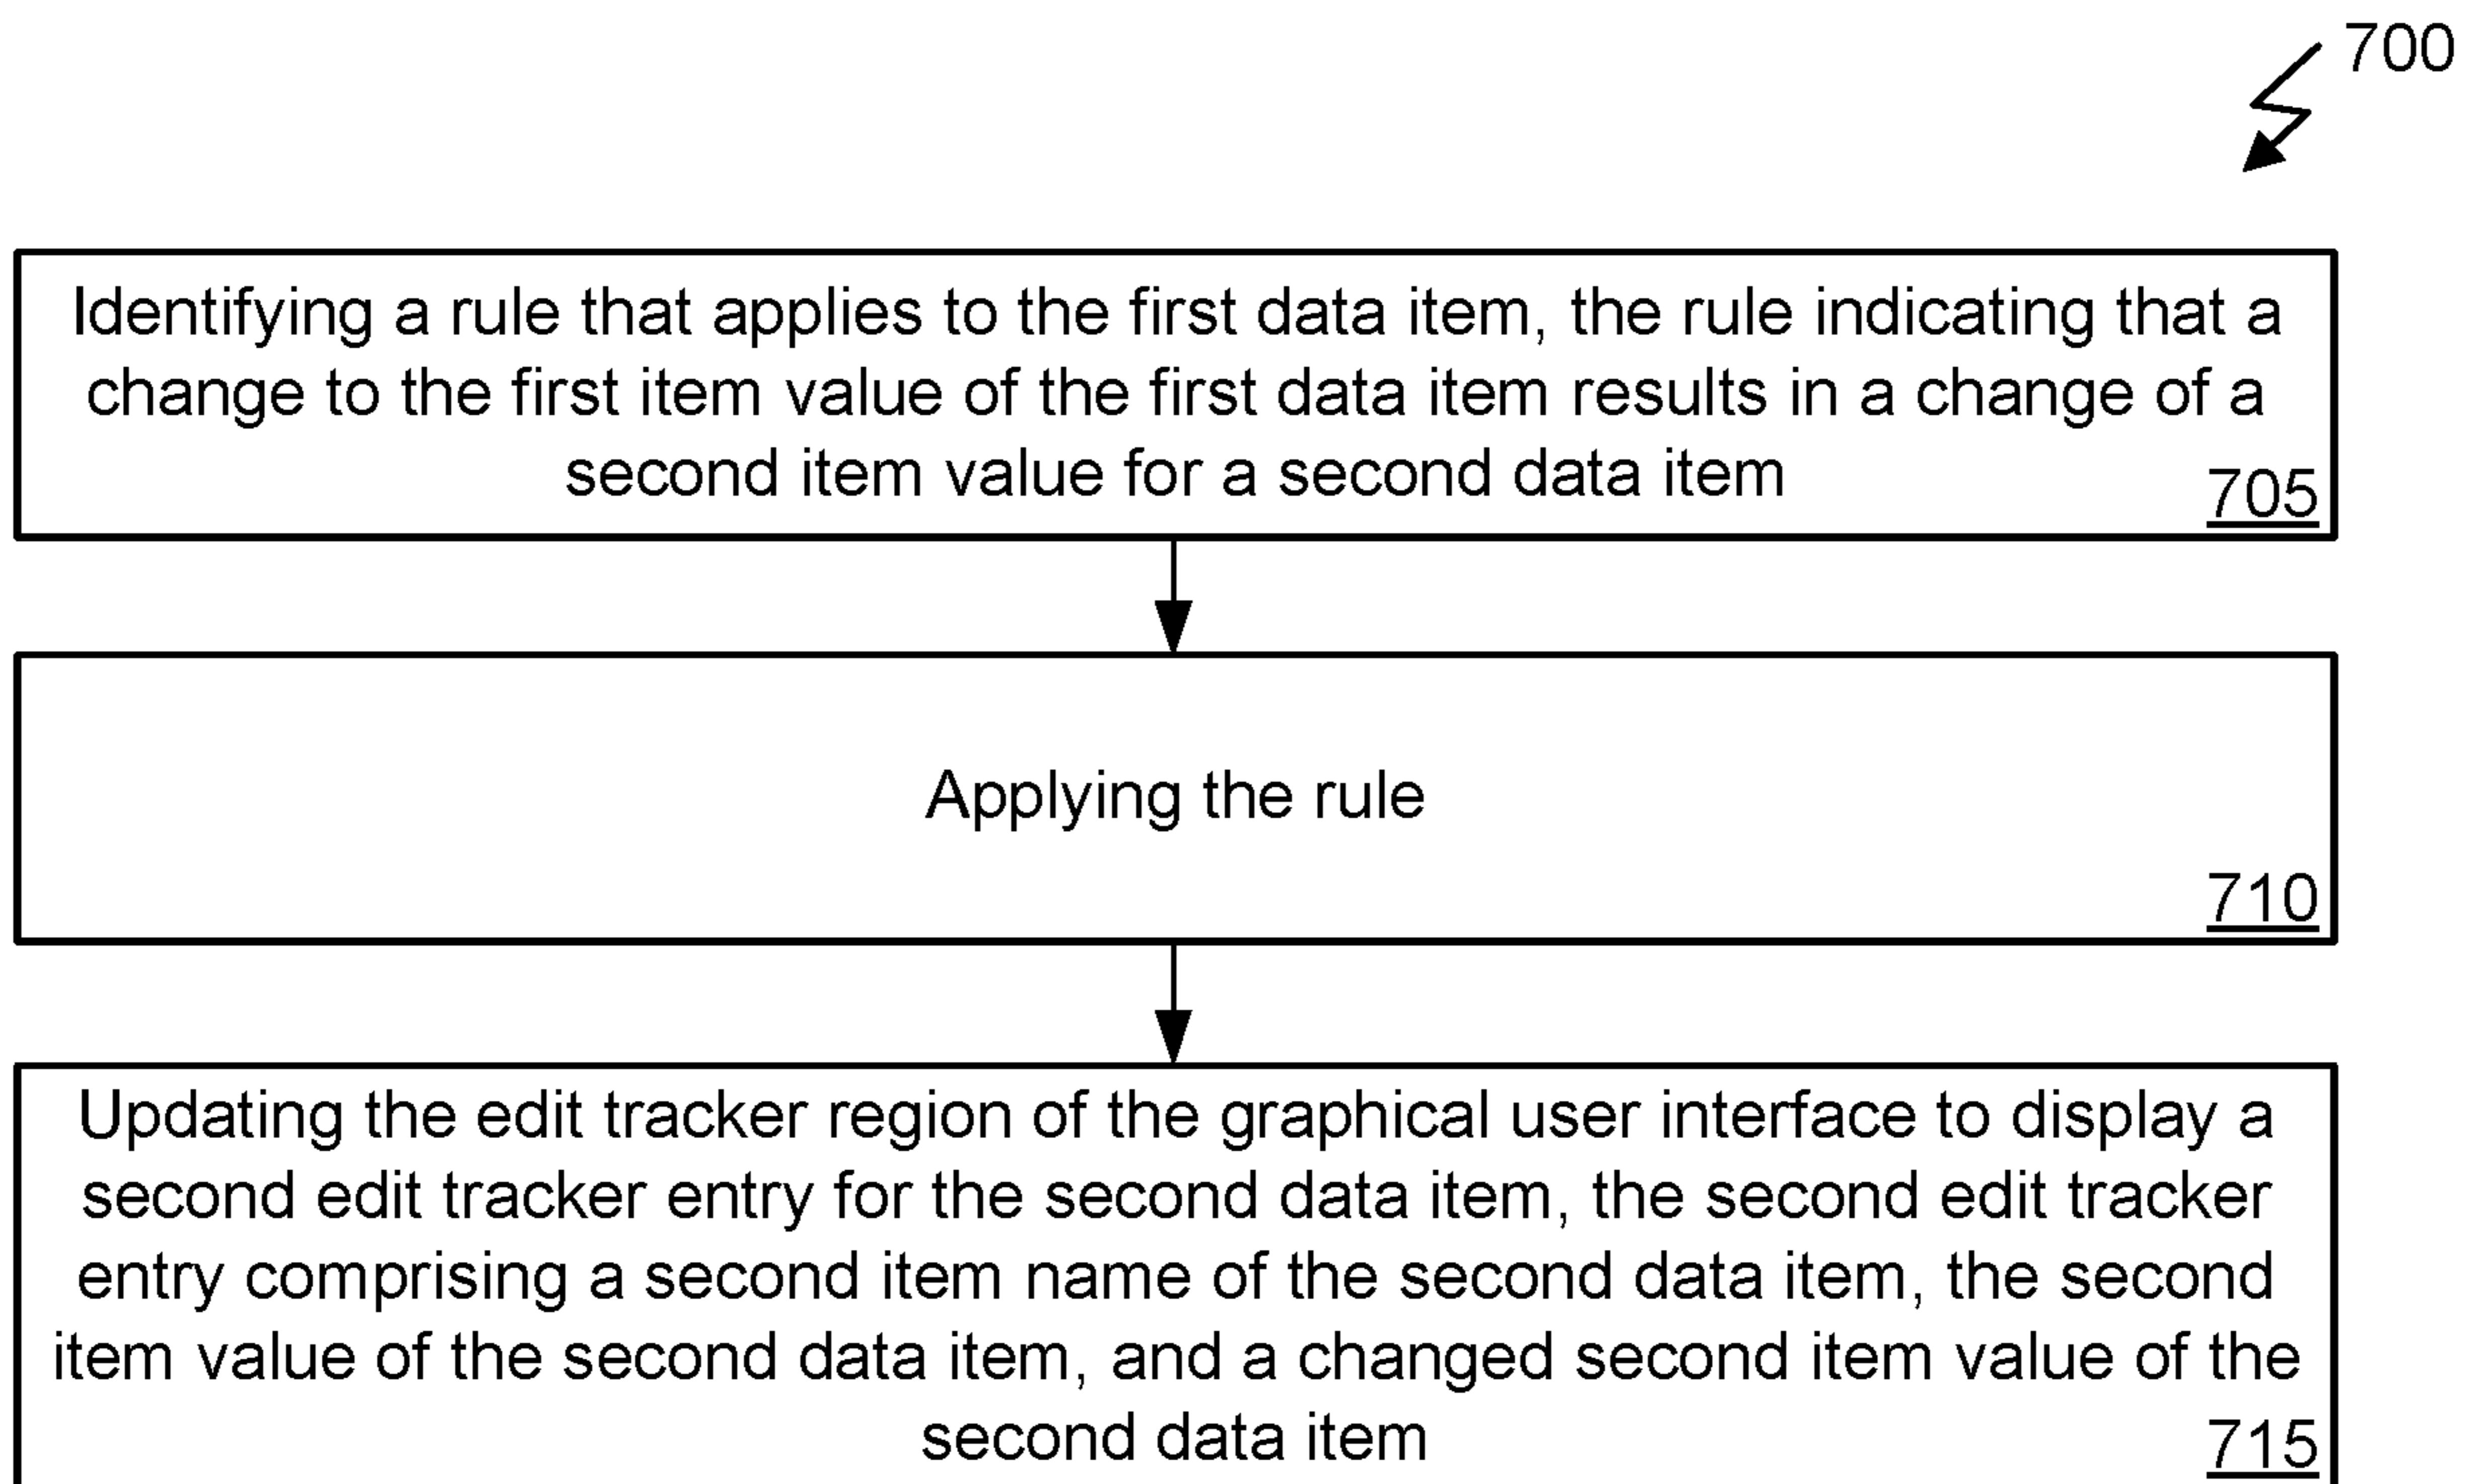 700
Identifying a rule that applies to the first data item, the rule indicating that a
change to the first item value of the first data item results in a change of a
second item value for a second data item
705
Applying the rule
710
Updating the edit tracker region of the graphical user interface to display a
second edit tracker entry for the second data item, the second edit tracker
entry comprising a second item name of the second data item, the second
item value of the second data item, and a changed second item value of the
second data item
715